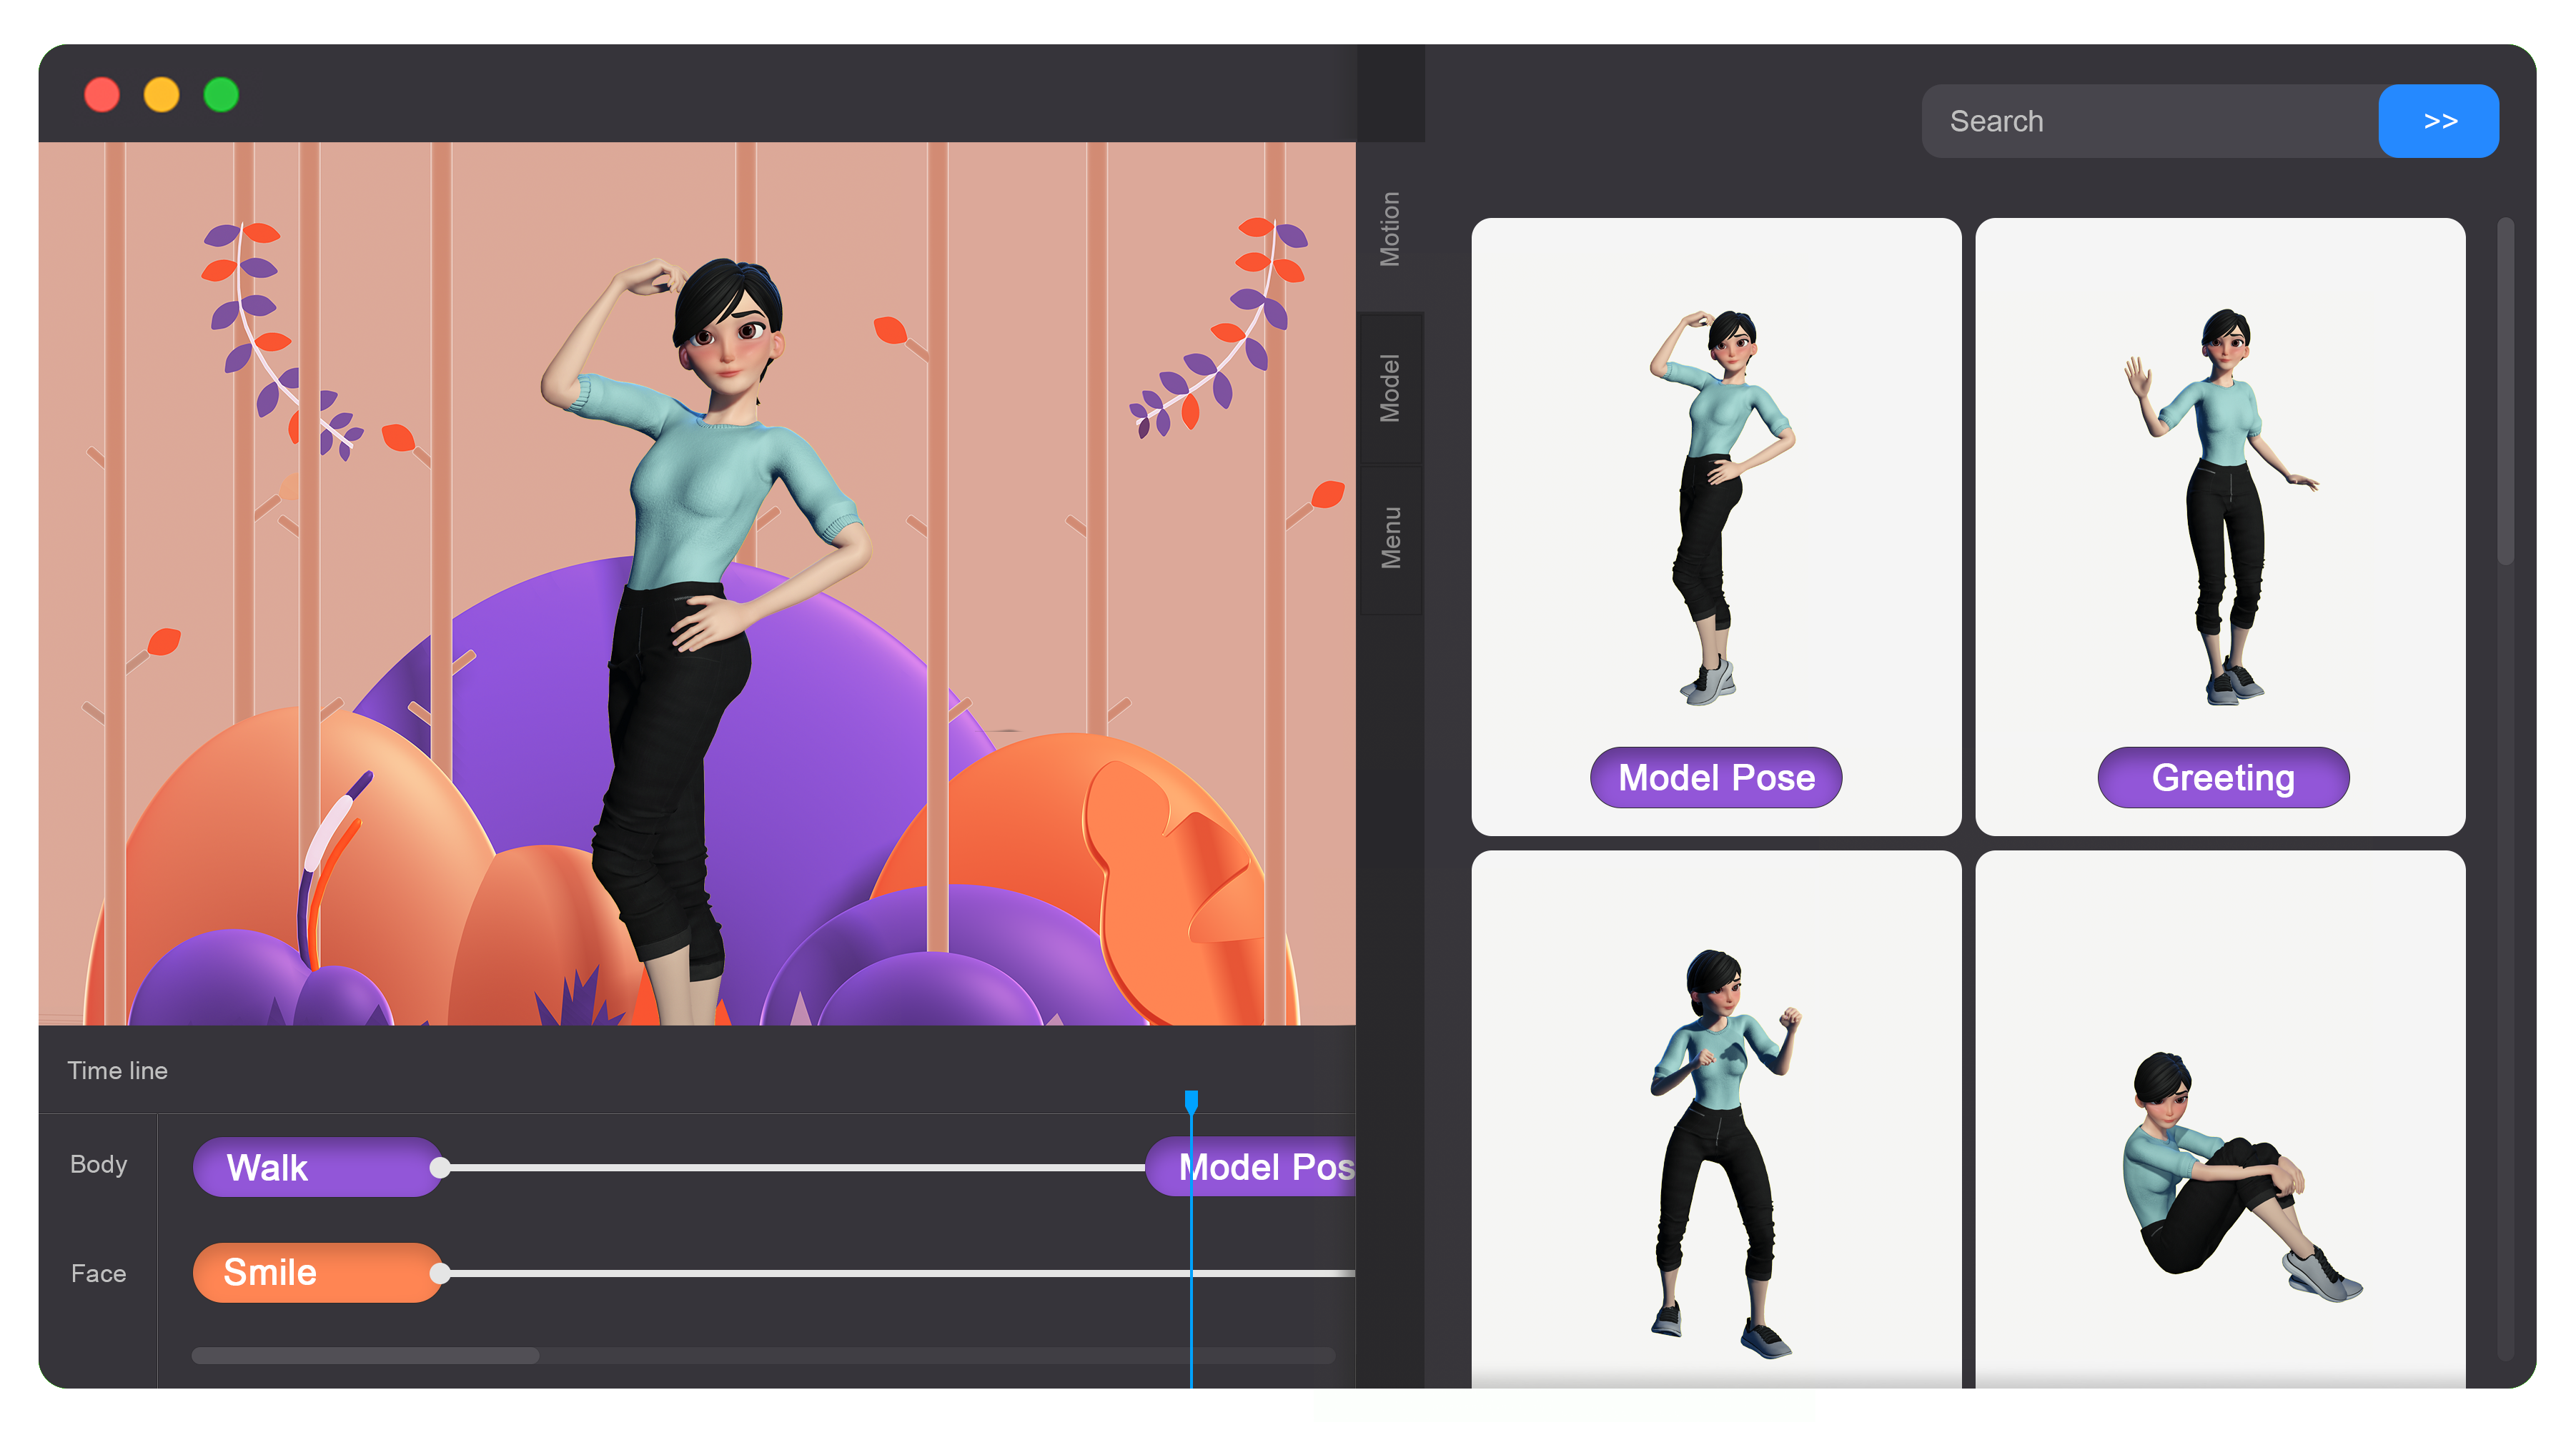 Search
>>
Motion
Model
Menu
Model Pose
Greeting
Time line
Body
Walk
Model Pos
Face
Smile